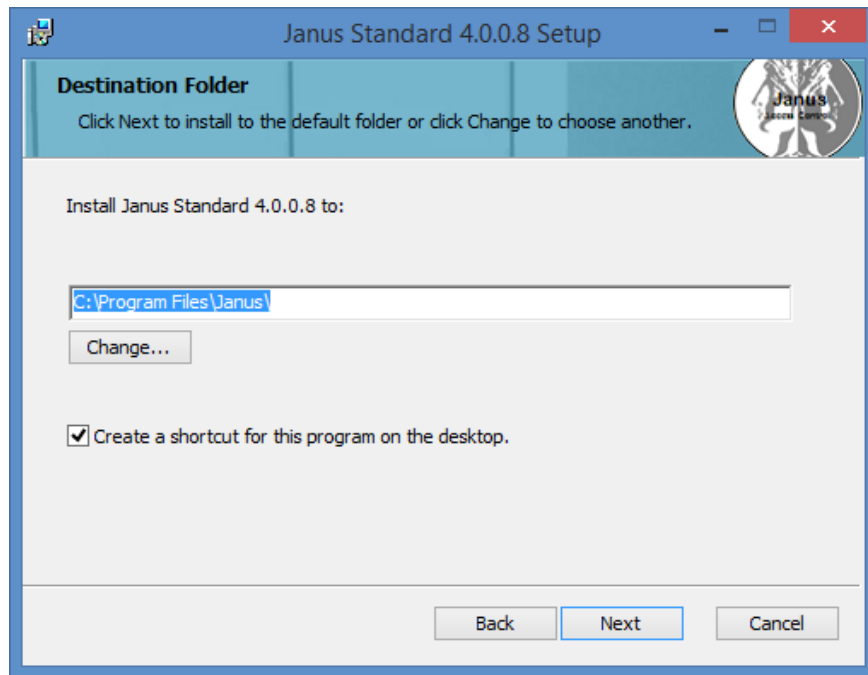 Janus Standard 4.0.0.8 Setup
Destination Folder
Click Next to install to the default folder or click Change to choose another.
Janus
Access Control
Install Janus Standard 4.0.0.8 to:
C:\Program Files\Janus\
Change...
Create a shortcut for this program on the desktop.
Back Next Cancel